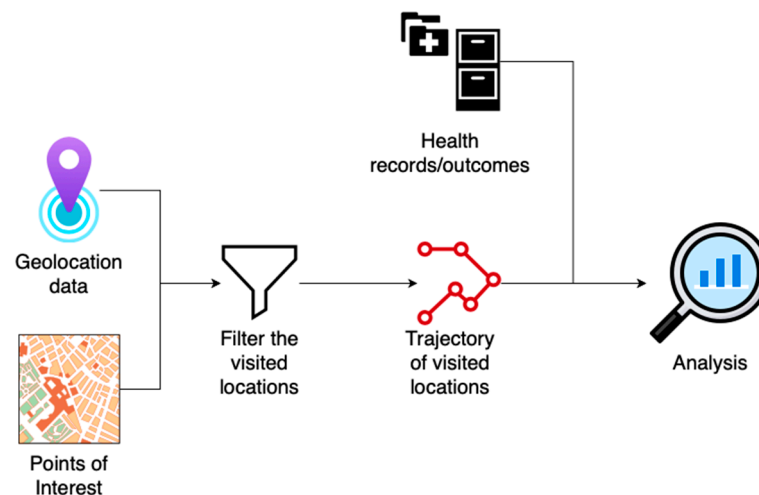 Health
records/outcomes
Geolocation
data
Filter the
visited
locations
Trajectory
of visited
locations
Analysis
Points of
Interest